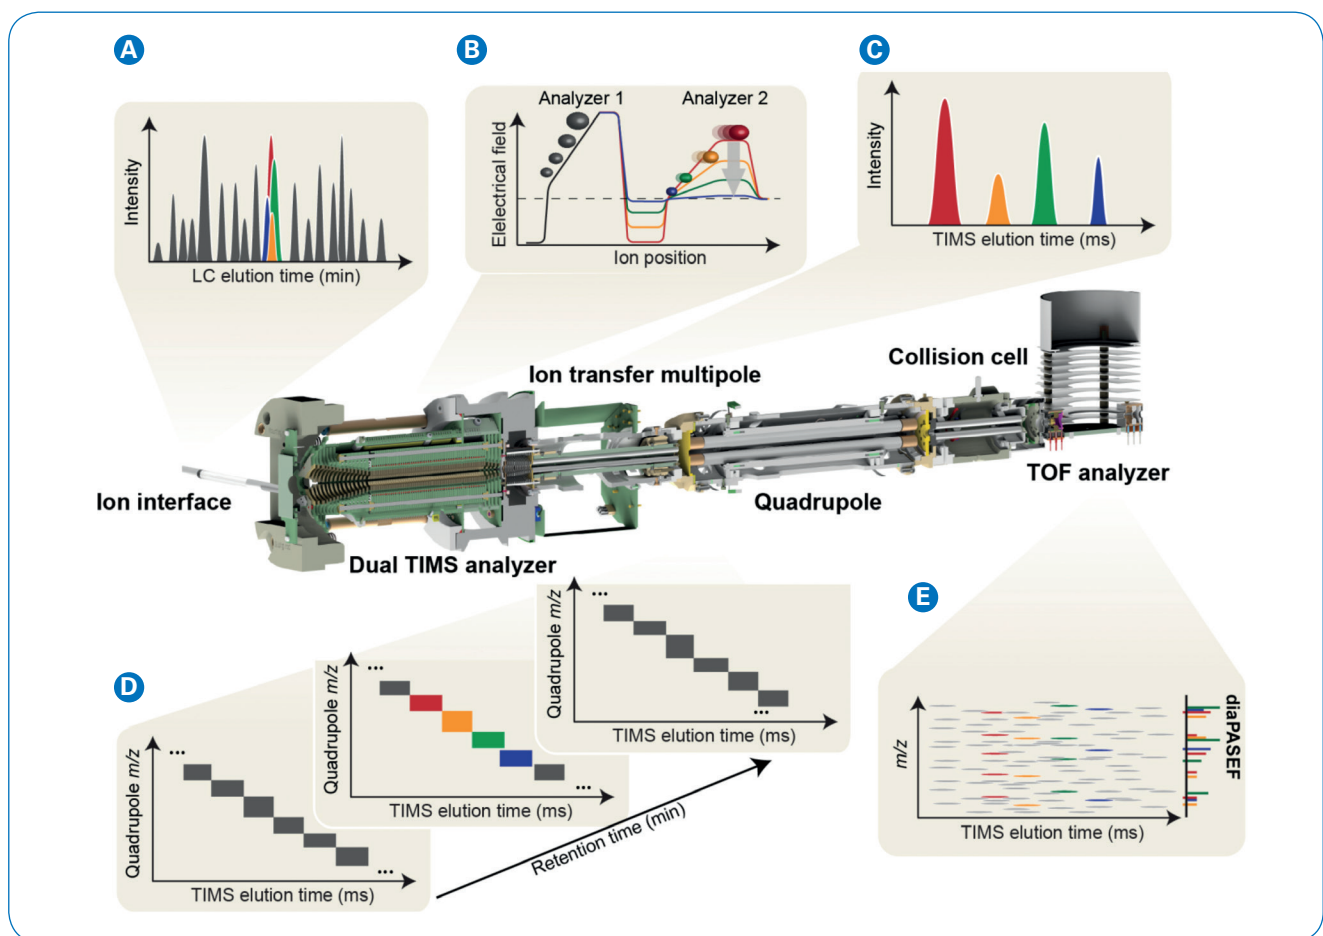 A
B
C
Intensity
LC elution time (min)
Analyzer 1
Analyzer 2
Elelectrical field
Ion position
Intensity
TIMS elution time (ms)
Collision cell
Ion transfer multipole
Ion interface
Quadrupole
TOF analyzer
Dual TIMS analyzer
D
E
...
Quadrupole m/z
...
TIMS elution time (ms)
...
Quadrupole m/z
...
TIMS elution time (ms)
...
Quadrupole m/z
...
TIMS elution time (ms)
Retention time (min)
m/z
TIMS elution time (ms)
diaPASEF